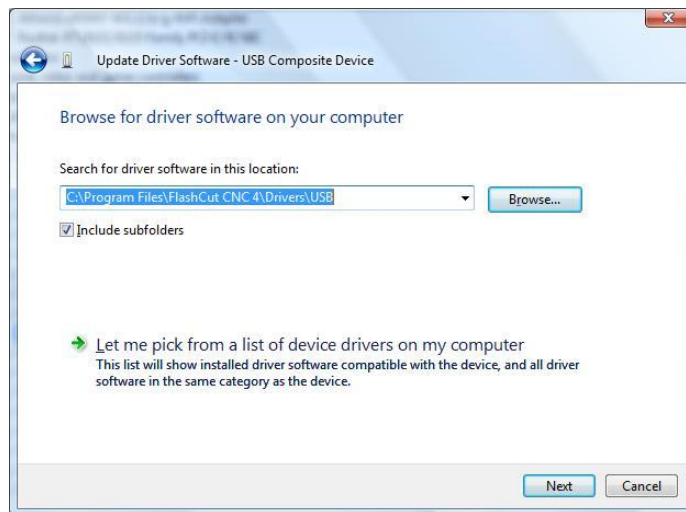 Update Driver Software - USB Composite Device
Browse for driver software on your computer
Search for driver software in this location:
C:\Program Files\FlashCut CNC 4\Drivers\USB
Browse...
Include subfolders
Let me pick from a list of device drivers on my computer
This list will show installed driver software compatible with the device, and all driver
software in the same category as the device.
Next
Cancel